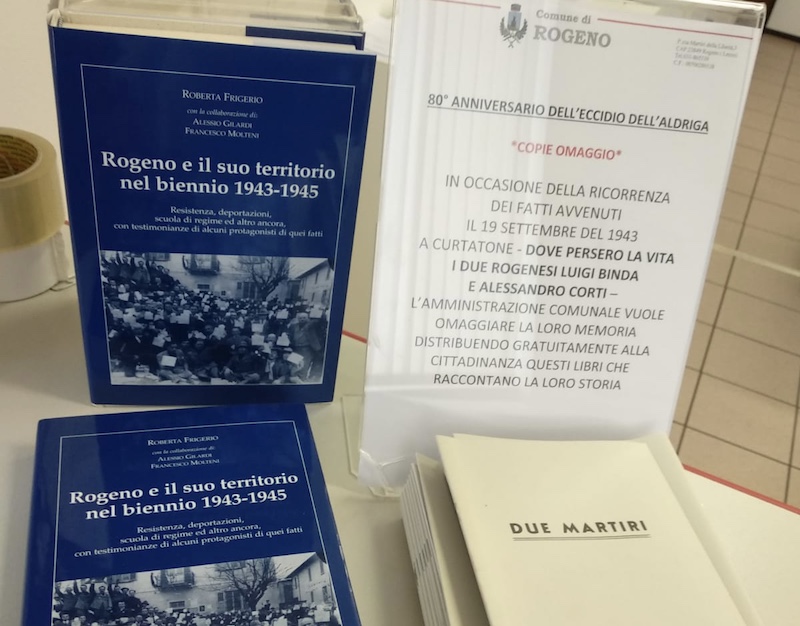 ROBERTA FRIGERIO
con la collaborazione di:
ALESSIO GILARDI
FRANCESCO MOLTENI
Rogeno e il suo territorio
nel biennio 1943-1945
Resistenza, deportazioni,
scuola di regime ed altro ancora,
con testimonianze di alcuni protagonisti di quei fatti
Comune di
ROGENO
80° ANNIVERSARIO DELL'ECCIDIO DELL'ALDRIGA
*COPIE OMAGGIO*
IN OCCASIONE DELLA RICORRENZA
DEI FATTI AVVENUTI
IL 19 SETTEMBRE DEL 1943
A CURTATONE - DOVE PERSERO LA VITA
I DUE ROGENESI LUIGI BINDA
E ALESSANDRO CORTI –
L'AMMINISTRAZIONE COMUNALE VUOLE
OMAGGIARE LA LORO MEMORIA
DISTRIBUENDO GRATUITAMENTE ALLA
CITTADINANZA QUESTI LIBRI CHE
RACCONTANO LA LORO STORIA
ROBERTA FRIGERIO
con la collaborazione di:
ALESSIO GILARDI
FRANCESCO MOLTENI
Rogeno e il suo territorio
nel biennio 1943-1945
Resistenza, deportazioni,
scuola di regime ed altro ancora,
con testimonianze di alcuni protagonisti di quei fatti
DUE MARTIRI